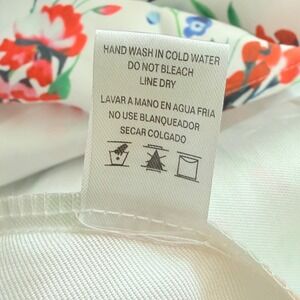 HAND WASH IN COLD WATER
DO NOT BLEACH
LINE DRY
LAVAR A MANO EN AGUA FRIA
NO USE BLANQUEADOR
SECAR COLGADO